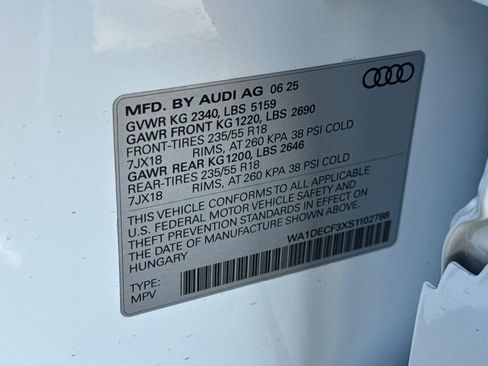 MFD. BY AUDI AG 06 25
GVWR KG 2340, LBS 5159
GAWR FRONT KG 1220, LBS 2690
FRONT-TIRES 235/55 R18
7JX18 RIMS, AT 260 KPA 38 PSI COLD
GAWR REAR KG1200, LBS 2646
REAR-TIRES 235/55 R18
7JX18 RIMS, AT 260 KPA 38 PSI COLD
THIS VEHICLE CONFORMS TO ALL APPLICABLE
U.S. FEDERAL MOTOR VEHICLE SAFETY AND
THEFT PREVENTION STANDARDS IN EFFECT ON
THE DATE OF MANUFACTURE SHOWN ABOVE
HUNGARY
WA1DECF3XS1102788
TYPE:
MPV